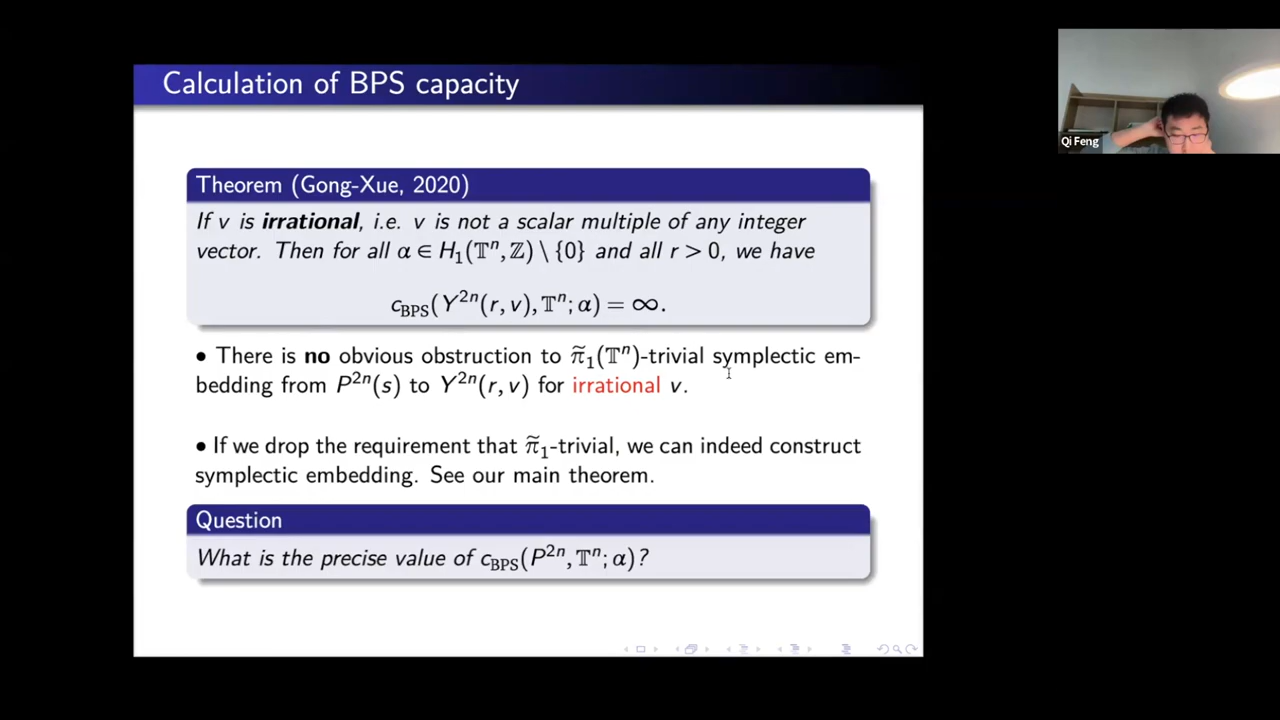 Calculation of BPS capacity
Qi Feng
Theorem (Gong-Xue, 2020)
If v is irrational, i.e. v is not a scalar multiple of any integer
vector. Then for all α ∈ H₁(𝕋ⁿ, ℤ) \ {0} and all r > 0, we have
c_BPS(Y²ⁿ(r, v), 𝕋ⁿ; α) = ∞.
• There is no obvious obstruction to π̃₁(𝕋ⁿ)-trivial symplectic em-
bedding from P²ⁿ(s) to Y²ⁿ(r, v) for irrational v.
• If we drop the requirement that π̃₁-trivial, we can indeed construct
symplectic embedding. See our main theorem.
Question
What is the precise value of c_BPS(P²ⁿ, 𝕋ⁿ; α)?